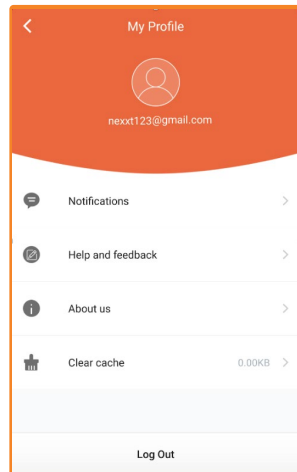 My Profile
nexxt123@gmail.com
Notifications
Help and feedback
About us
Clear cache 0.00KB
Log Out